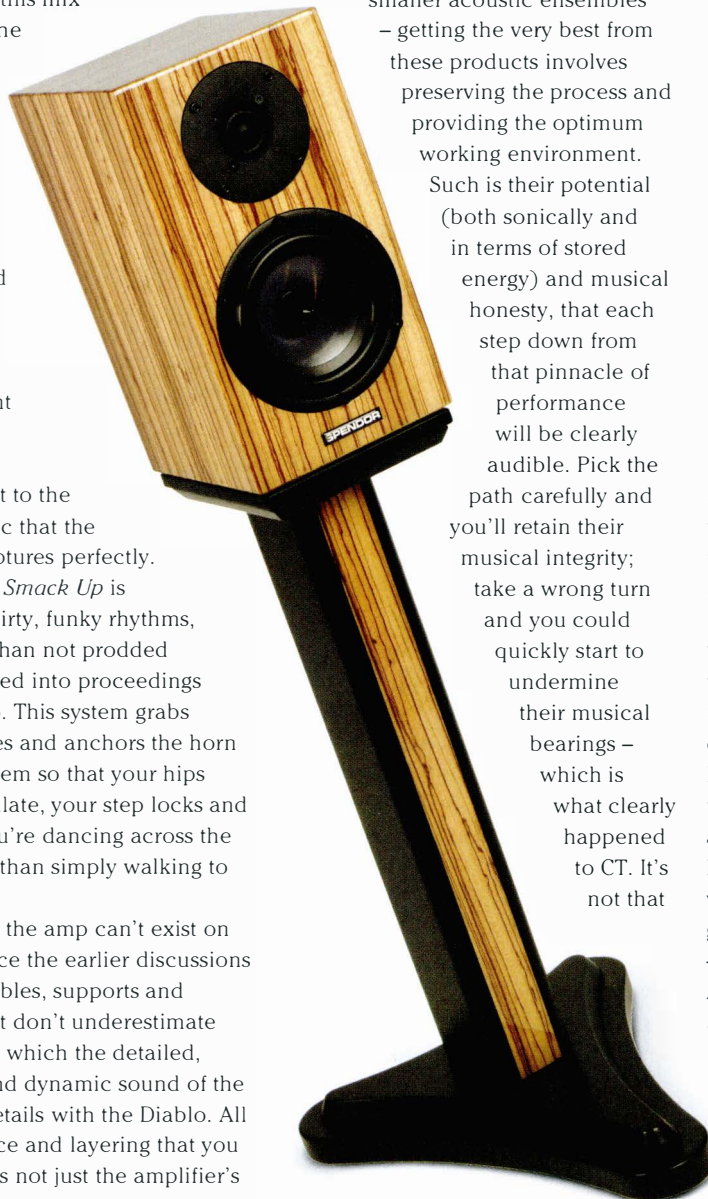 this mix
ne
d
nt
t to the
c that the
ptures perfectly.
Smack Up is
irty, funky rhythms,
han not prodded
ed into proceedings
. This system grabs
es and anchors the horn
em so that your hips
late, your step locks and
u're dancing across the
than simply walking to
the amp can't exist on
ce the earlier discussions
bles, supports and
t don't underestimate
which the detailed,
nd dynamic sound of the
etails with the Diablo. All
ce and layering that you
s not just the amplifier's
SPENDOR
smaller acoustic ensembles
– getting the very best from
these products involves
preserving the process and
providing the optimum
working environment.
Such is their potential
(both sonically and
in terms of stored
energy) and musical
honesty, that each
step down from
that pinnacle of
performance
will be clearly
audible. Pick the
path carefully and
you'll retain their
musical integrity;
take a wrong turn
and you could
quickly start to
undermine
their musical
bearings –
which is
what clearly
happened
to CT. It's
not that